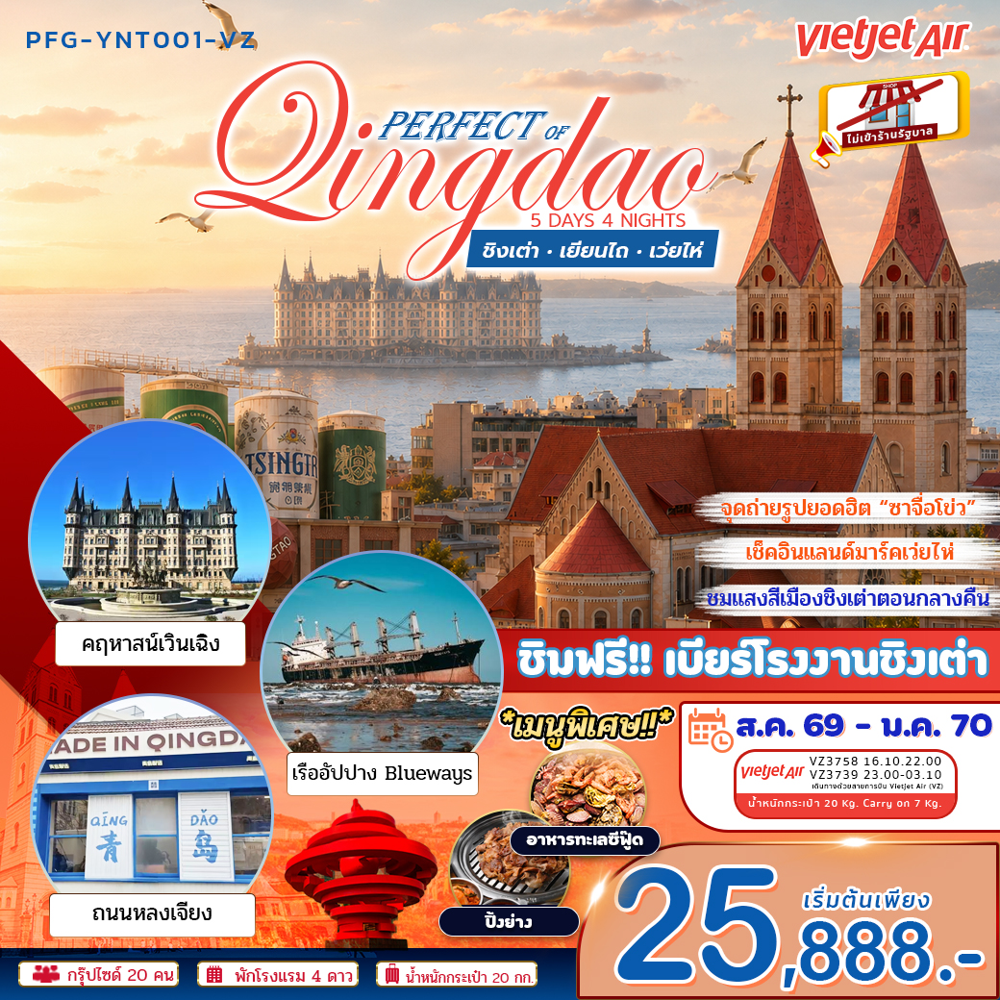 PFG-YNT001-VZ
vietjet Air
SHOP
ไม่เข้าร้านรัฐบาล
PERFECT OF
Qingdao
5 DAYS 4 NIGHTS
ชิงเต่า • เยียนไถ • เว่ยไห่
TSINGTAO
จุดถ่ายรูปยอดฮิต “ซาจื่อโข่ว”
เช็คอินแลนด์มาร์คเว่ยไห่
ชมแสงสีเมืองชิงเต่าตอนกลางคืน
คฤหาสน์เวินเฉิง
ชิมฟรี!! เบียร์โรงงานชิงเต่า
เรืออัปปาง Blueways
*เมนูพิเศษ!!*
ส.ค. 69 - ม.ค. 70
vietjet Air
VZ3758 16.10.22.00
VZ3739 23.00-03.10
เดินทางด้วยสายการบิน Vietjet Air (VZ)
น้ำหนักกระเป๋า 20 Kg. Carry on 7 Kg.
MADE IN QINGDA
QĪNG DǍO
青 岛
อาหารทะเลซีฟู๊ด
ปิ้งย่าง
ถนนหลงเจียง
เริ่มต้นเพียง
25,888.-
กรุ๊ปไซด์ 20 คน
พักโรงแรม 4 ดาว
น้ำหนักกระเป๋า 20 กก.